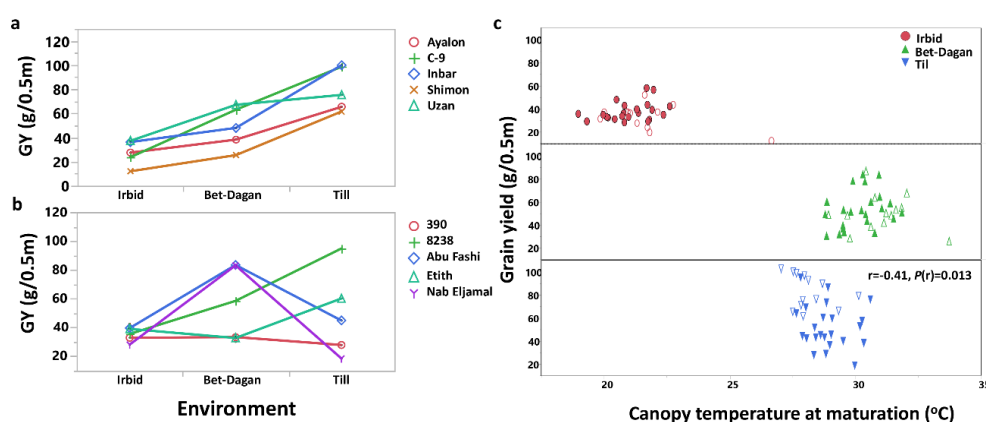 a
GY (g/0.5m)
120
100
80
60
40
20
0
Irbid Bet-Dagan Till
Ayalon
C-9
Inbar
Shimon
Uzan
b
GY (g/0.5m)
120
100
80
60
40
20
Irbid Bet-Dagan Till
Environment
390
8238
Abu Fashi
Etith
Nab Eljamal
c
Grain yield (g/0.5m)
Irbid
Bet-Dagan
Til
100
80
60
40
20
100
80
60
40
20
100
80
60
40
20
r=-0.41, P(r)=0.013
20 25 30 35
Canopy temperature at maturation (ºC)